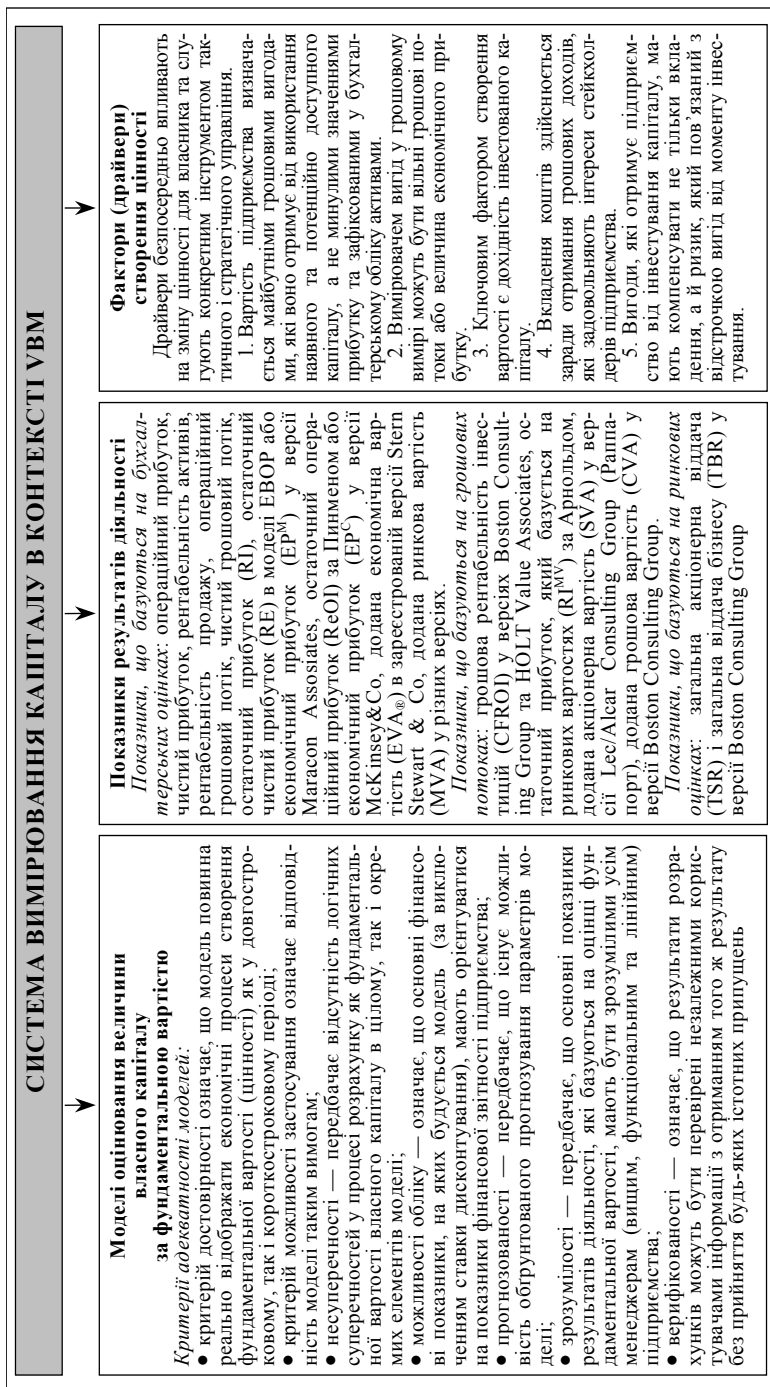 СИСТЕМА ВИМІРЮВАННЯ КАПІТАЛУ В КОНТЕКСТІ VBM
Моделі оцінювання величини
власного капіталу
за фундаментальною вартістю
Критерії адекватності моделей:
● критерій достовірності означає, що модель повинна
реально відображати економічні процеси створення
фундаментальної вартості (цінності) як у довгостро-
ковому, так і короткостроковому періоді;
● критерій можливості застосування означає відповід-
ність моделі таким вимогам;
● несуперечності — передбачає відсутність логічних
суперечностей у процесі розрахунку як фундаменталь-
ної вартості власного капіталу в цілому, так і окре-
мих елементів моделі;
● можливості обліку — означає, що основні фінансо-
ві показники, на яких будується модель (за виклю-
ченням ставки дисконтування), мають орієнтуватися
на показники фінансової звітності підприємства;
● прогнозованості — передбачає, що існує можли-
вість обґрунтованого прогнозування параметрів мо-
делі;
● зрозумілості — передбачає, що основні показники
результатів діяльності, які базуються на оцінці фун-
даментальної вартості, мають бути зрозумілими усім
менеджерам (вищим, функціональним та лінійним)
підприємства;
● верифікованості — означає, що результати розра-
хунків можуть бути перевірені незалежними корис-
тувачами інформації з отриманням того ж результату
без прийняття будь-яких істотних припущень
Показники результатів діяльності
Показники, що базуються на бухгал-
терських оцінках: операційний прибуток,
чистий прибуток, рентабельність активів,
рентабельність продажу, операційний
грошовий потік, чистий грошовий потік,
остаточний прибуток (RI), остаточний
чистий прибуток (RE) в моделі EBOP або
економічний прибуток (EPᴹ) у версії
Maracon Assosiates, остаточний опера-
ційний прибуток (ReOI) за Пинменом або
економічний прибуток (EPᶜ) у версії
McKinsey&Co, додана економічна вар-
тість (EVA®) в зареєстрованій версії Stern
Stewart & Co, додана ринкова вартість
(MVA) у різних версіях.
Показники, що базуються на грошових
потоках: грошова рентабельність інвес-
тицій (CFROI) у версіях Boston Consult-
ing Group та HOLT Value Associates, ос-
таточний прибуток, який базується на
ринкових вартостях (RIᴹⱽ) за Арнольдом,
додана акціонерна вартість (SVA) у вер-
сії Lec/Alcar Consulting Group (Раппа-
порт), додана грошова вартість (CVA) у
версії Boston Consulting Group.
Показники, що базуються на ринкових
оцінках: загальна акціонерна віддача
(TSR) і загальна віддача бізнесу (TBR) у
версії Boston Consulting Group
Фактори (драйвери)
створення цінності
Драйвери безпосередньо впливають
на зміну цінності для власника та слу-
гують конкретним інструментом так-
тичного і стратегічного управління.
1. Вартість підприємства визнача-
ється майбутніми грошовими вигода-
ми, які воно отримує від використання
наявного та потенційно доступного
капіталу, а не минулими значеннями
прибутку та зафіксованими у бухгал-
терському обліку активами.
2. Вимірювачем вигід у грошовому
вимірі можуть бути вільні грошові по-
токи або величина економічного при-
бутку.
3. Ключовим фактором створення
вартості є дохідність інвестованого ка-
піталу.
4. Вкладення коштів здійснюється
заради отримання грошових доходів,
які задовольняють інтереси стейкхол-
дерів підприємства.
5. Вигоди, які отримує підприєм-
ство від інвестування капіталу, ма-
ють компенсувати не тільки вкла-
дення, а й ризик, який пов'язаний з
відстрочкою вигід від моменту інвес-
тування.